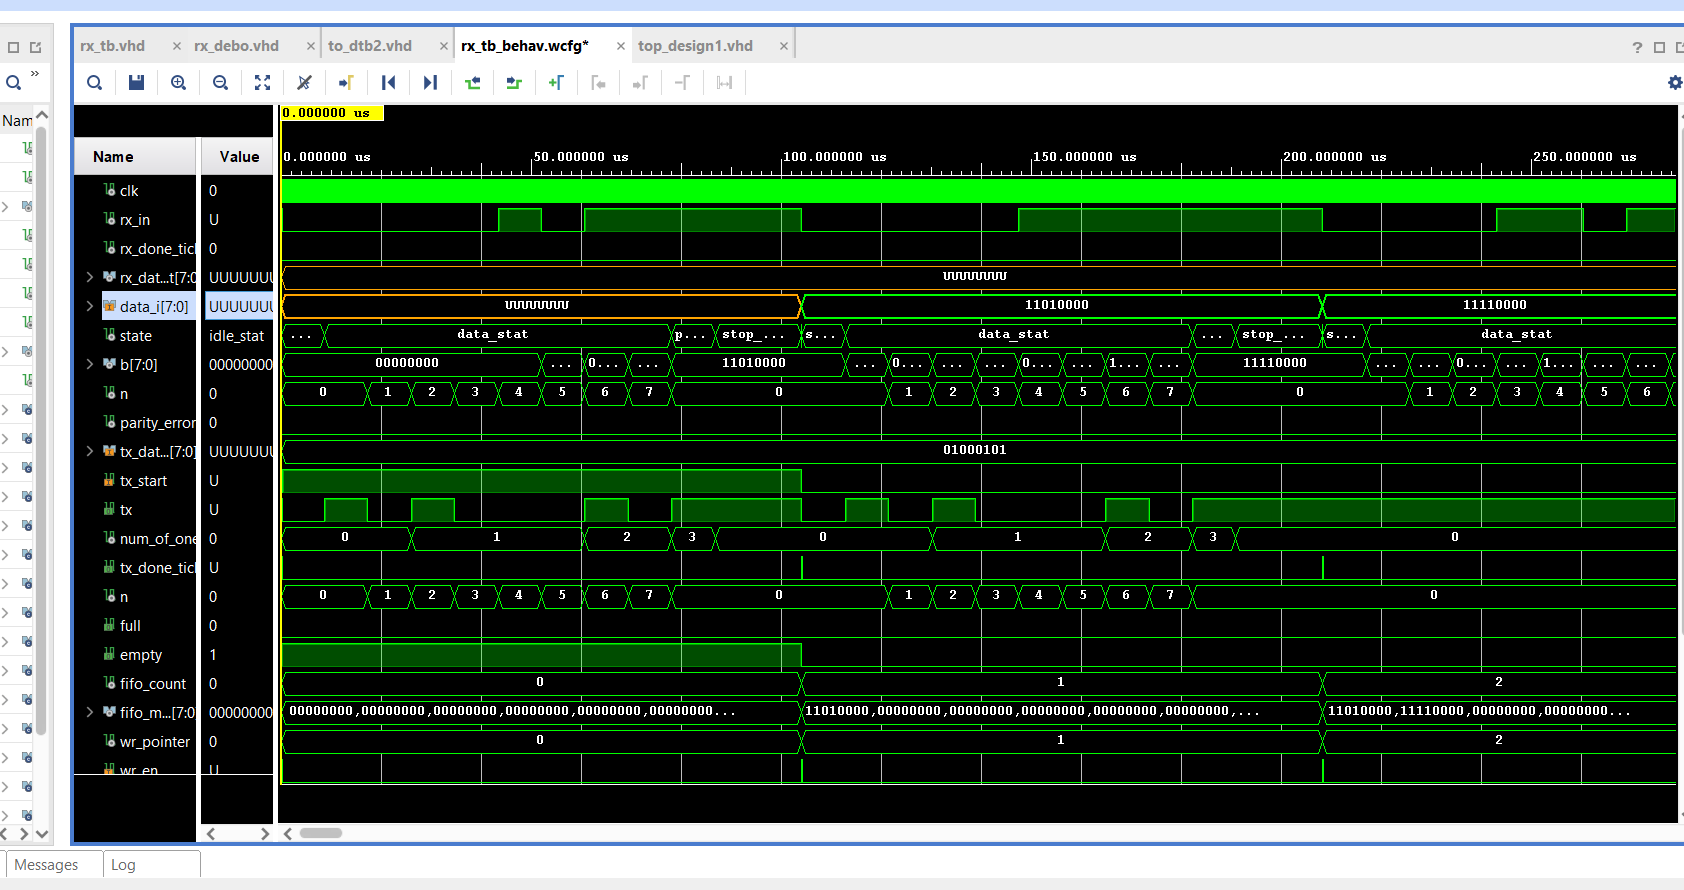 rx_tb.vhd × rx_debo.vhd × to_dtb2.vhd × rx_tb_behav.wcfg* × top_design1.vhd × ?
»
Nam
0.000000 us
Name Value 0.000000 us 50.000000 us 100.000000 us 150.000000 us 200.000000 us 250.000000 us
clk 0
rx_in U
rx_done_tic 0
rx_dat...t[7:0 UUUUUUU UUUUUUUU
data_i[7:0] UUUUUUU UUUUUUUU 11010000 11110000
state idle_stat ... data_stat p... stop_... s... data_stat ... stop_... s... data_stat
b[7:0] 00000000 00000000 ... 0... ... 11010000 ... 0... ... ... 0... ... 1... ... 11110000 ... ... 0... ... 1... ... ...
n 0 0 1 2 3 4 5 6 7 0 1 2 3 4 5 6 7 0 1 2 3 4 5 6
parity_error 0
tx_dat...[7:0] UUUUUUU 01000101
tx_start U
tx U
num_of_one 0 0 1 2 3 0 1 2 3 0
tx_done_tic U
n 0 0 1 2 3 4 5 6 7 0 1 2 3 4 5 6 7 0
full 0
empty 1
fifo_count 0 0 1 2
fifo_m...[7:0 00000000 00000000,00000000,00000000,00000000,00000000,00000000... 11010000,00000000,00000000,00000000,00000000,00000000,... 11010000,11110000,00000000,00000000...
wr_pointer 0 0 1 2
wr_en U
Messages Log